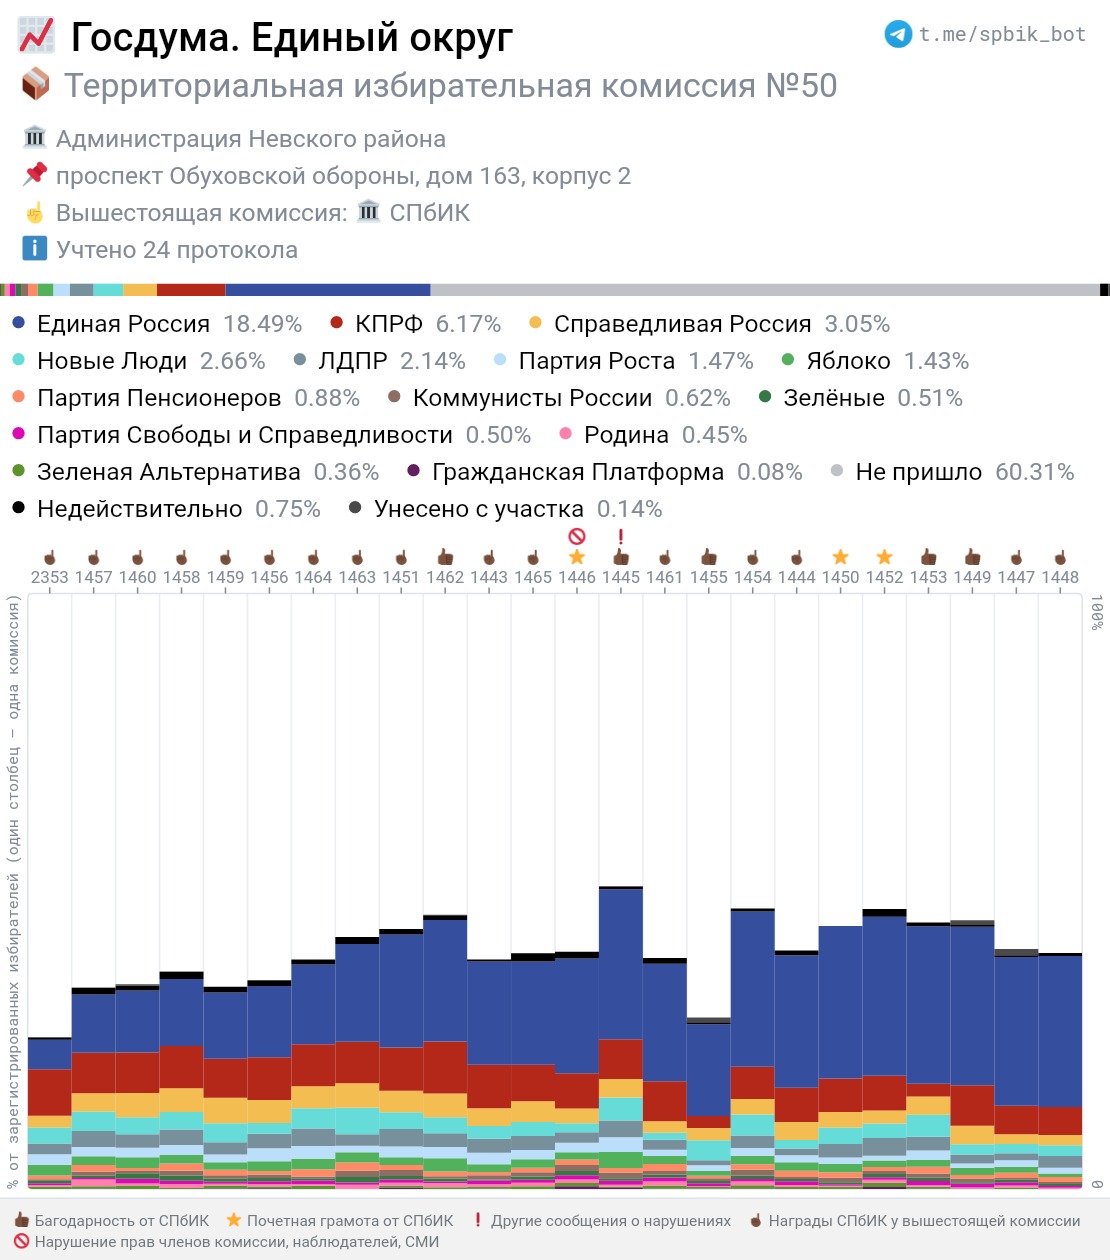 Госдума. Единый округ
t.me/spbik_bot
Территориальная избирательная комиссия №50
Администрация Невского района
проспект Обуховской обороны, дом 163, корпус 2
Вышестоящая комиссия: СПбИК
Учтено 24 протокола
Единая Россия 18.49% КПРФ 6.17% Справедливая Россия 3.05%
Новые Люди 2.66% ЛДПР 2.14% Партия Роста 1.47% Яблоко 1.43%
Партия Пенсионеров 0.88% Коммунисты России 0.62% Зелёные 0.51%
Партия Свободы и Справедливости 0.50% Родина 0.45%
Зеленая Альтернатива 0.36% Гражданская Платформа 0.08% Не пришло 60.31%
Недействительно 0.75% Унесено с участка 0.14%
2353 1457 1460 1458 1459 1456 1464 1463 1451 1462 1443 1465 1446 1445 1461 1455 1454 1444 1450 1452 1453 1449 1447 1448
% от зарегистрированных избирателей (один столбец – одна комиссия)
100%
0
Багодарность от СПбИК Почетная грамота от СПбИК Другие сообщения о нарушениях Награды СПбИК у вышестоящей комиссии
Нарушение прав членов комиссии, наблюдателей, СМИ